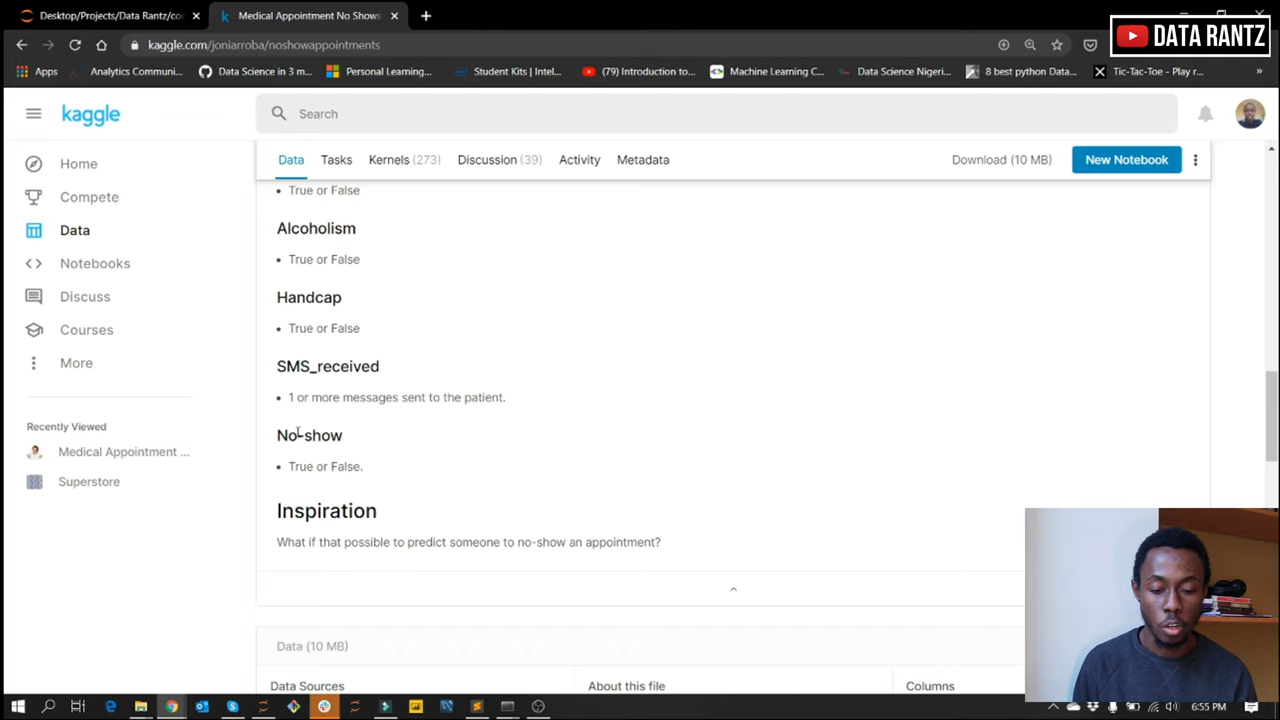 Desktop/Projects/Data Rantz/co
Medical Appointment No Shows
DATA RANTZ
kaggle.com/joniarroba/noshowappointments
Apps
Analytics Communi...
Data Science in 3 m...
Personal Learning...
Student Kits | Intel...
(79) Introduction to...
Machine Learning C...
Data Science Nigeri...
8 best python Data...
Tic-Tac-Toe - Play r...
»
kaggle
Search
Data
Tasks
Kernels (273)
Discussion (39)
Activity
Metadata
Download (10 MB)
New Notebook
Home
Compete
Data
Notebooks
Discuss
Courses
More
Recently Viewed
Medical Appointment ...
Superstore
• True or False
Alcoholism
• True or False
Handcap
• True or False
SMS_received
• 1 or more messages sent to the patient.
No-show
• True or False.
Inspiration
What if that possible to predict someone to no-show an appointment?
Data (10 MB)
Data Sources
About this file
Columns
6:55 PM